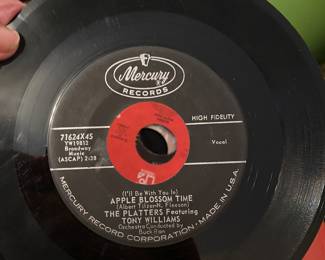 Mercury
RECORDS
HIGH FIDELITY
71624X45
YW19812
Broadway
Music
(ASCAP) 2:38
Vocal
(I'll Be With You In)
APPLE BLOSSOM TIME
(Albert Tilzer-N. Fleeson)
THE PLATTERS Featuring
TONY WILLIAMS
Orchestra Conducted by
Buck Ram
MERCURY RECORD CORPORATION • MADE IN U.S.A.